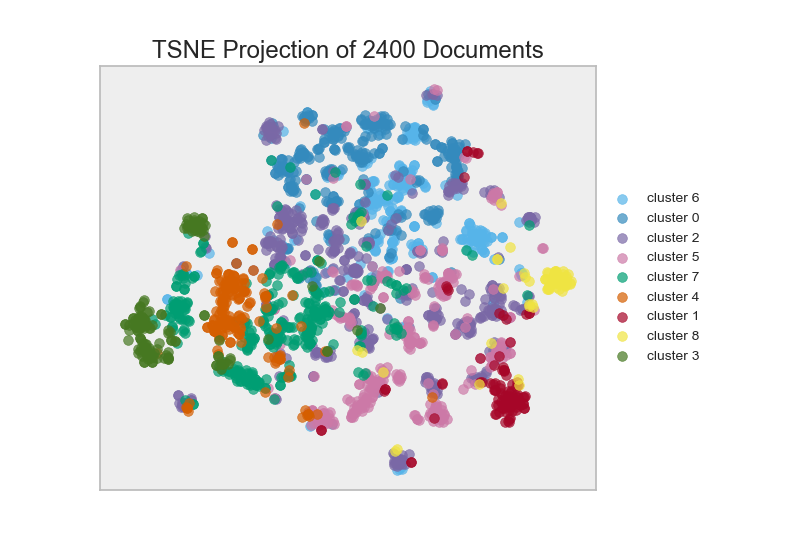 TSNE Projection of 2400 Documents
cluster 6
cluster 0
cluster 2
cluster 5
cluster 7
cluster 4
cluster 1
cluster 8
cluster 3